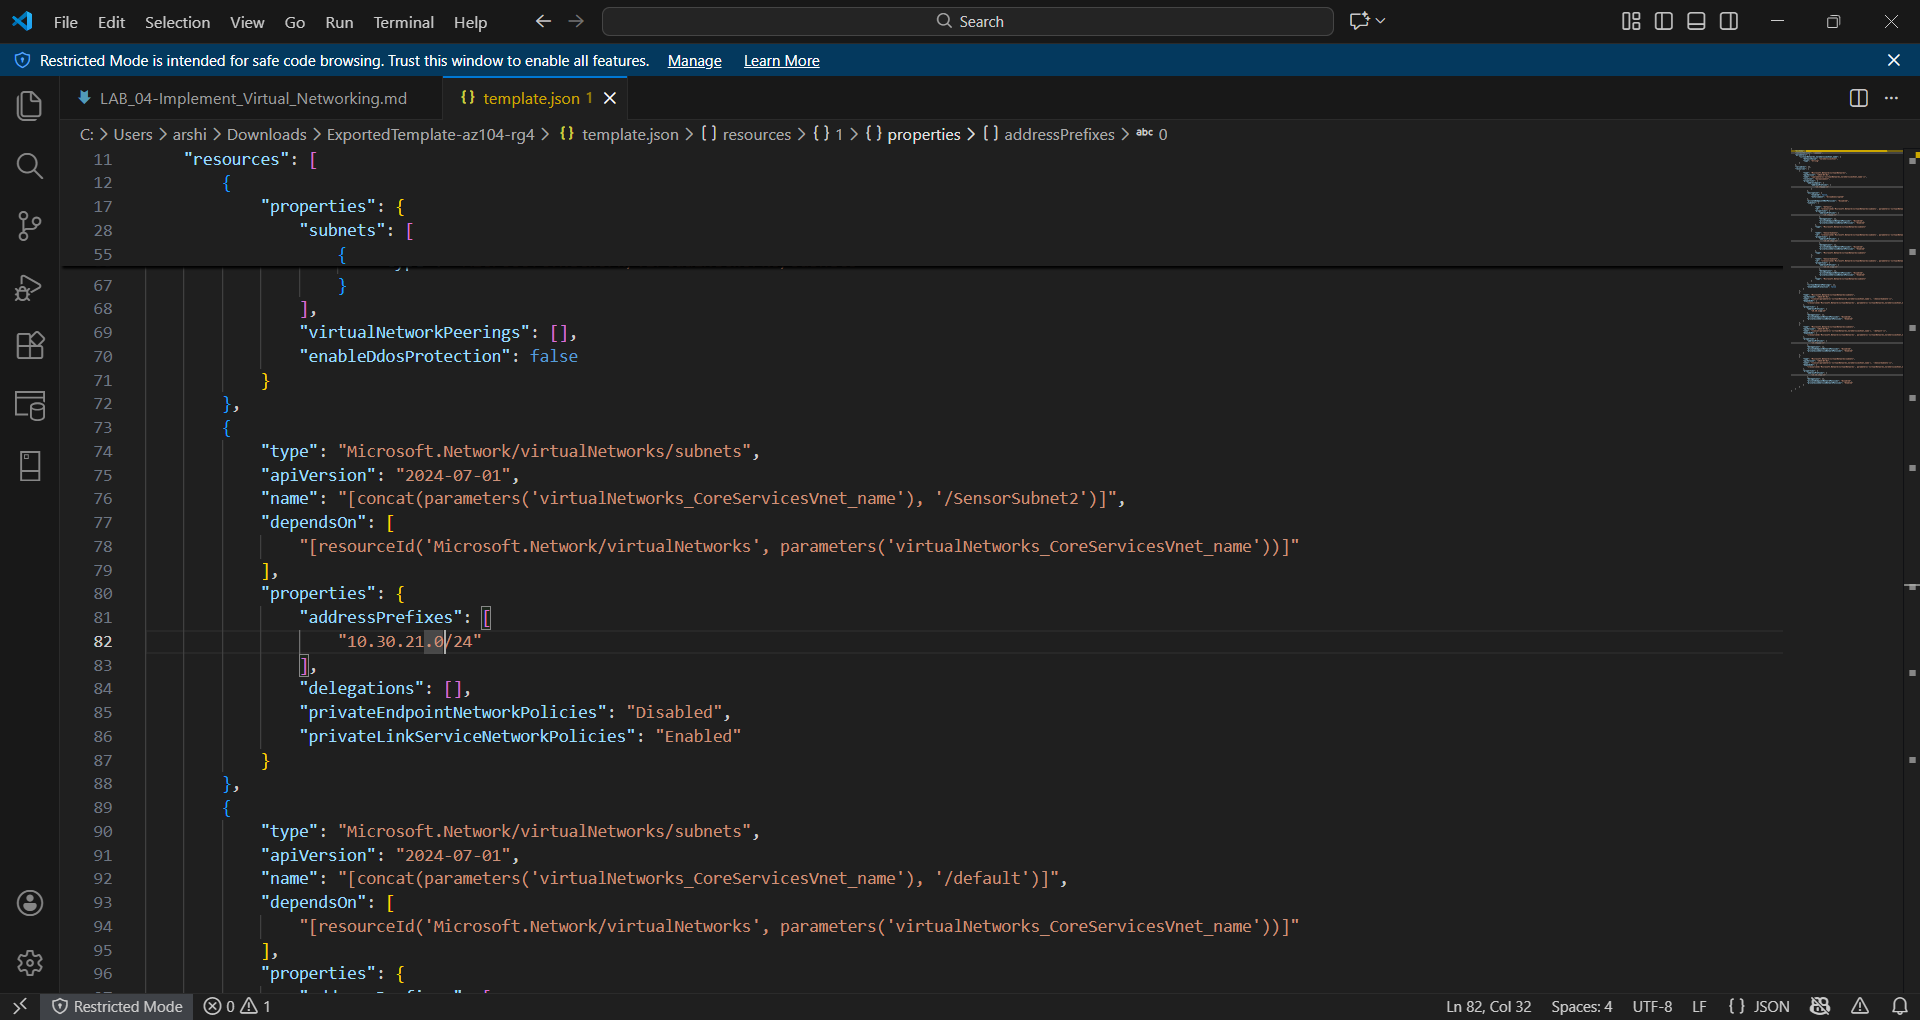 File Edit Selection View Go Run Terminal Help Search
Restricted Mode is intended for safe code browsing. Trust this window to enable all features. Manage Learn More
LAB_04-Implement_Virtual_Networking.md {} template.json 1
C: > Users > arshi > Downloads > ExportedTemplate-az104-rg4 > {} template.json > [ ] resources > {} 1 > {} properties > [ ] addressPrefixes > abc 0
11 "resources": [
12 {
17 "properties": {
28 "subnets": [
55 {
67 }
68 ],
69 "virtualNetworkPeerings": [],
70 "enableDdosProtection": false
71 }
72 },
73 {
74 "type": "Microsoft.Network/virtualNetworks/subnets",
75 "apiVersion": "2024-07-01",
76 "name": "[concat(parameters('virtualNetworks_CoreServicesVnet_name'), '/SensorSubnet2')]",
77 "dependsOn": [
78 "[resourceId('Microsoft.Network/virtualNetworks', parameters('virtualNetworks_CoreServicesVnet_name'))]"
79 ],
80 "properties": {
81 "addressPrefixes": [
82 "10.30.21.0/24"
83 ],
84 "delegations": [],
85 "privateEndpointNetworkPolicies": "Disabled",
86 "privateLinkServiceNetworkPolicies": "Enabled"
87 }
88 },
89 {
90 "type": "Microsoft.Network/virtualNetworks/subnets",
91 "apiVersion": "2024-07-01",
92 "name": "[concat(parameters('virtualNetworks_CoreServicesVnet_name'), '/default')]",
93 "dependsOn": [
94 "[resourceId('Microsoft.Network/virtualNetworks', parameters('virtualNetworks_CoreServicesVnet_name'))]"
95 ],
96 "properties": {
Restricted Mode 0 1 Ln 82, Col 32 Spaces: 4 UTF-8 LF {} JSON